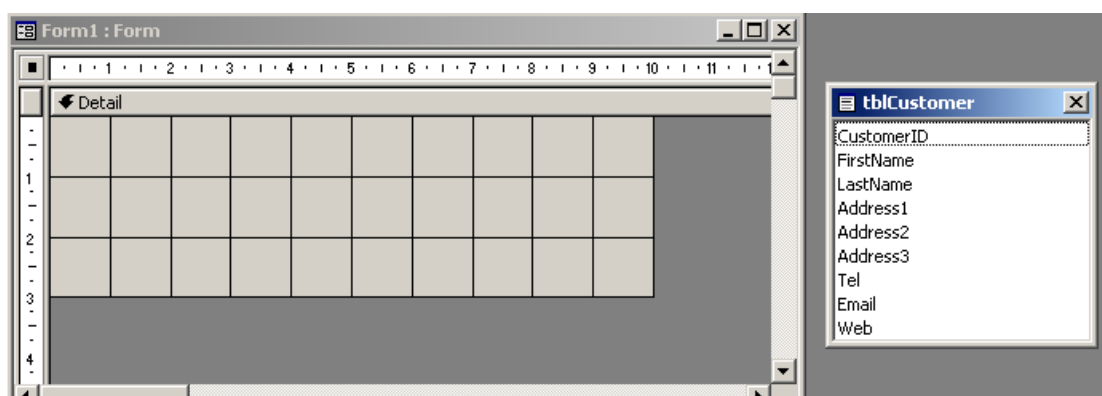 Form1 : Form
1 2 3 4 5 6 7 8 9 10 11 1
Detail
1
2
3
4
tblCustomer
CustomerID
FirstName
LastName
Address1
Address2
Address3
Tel
Email
Web